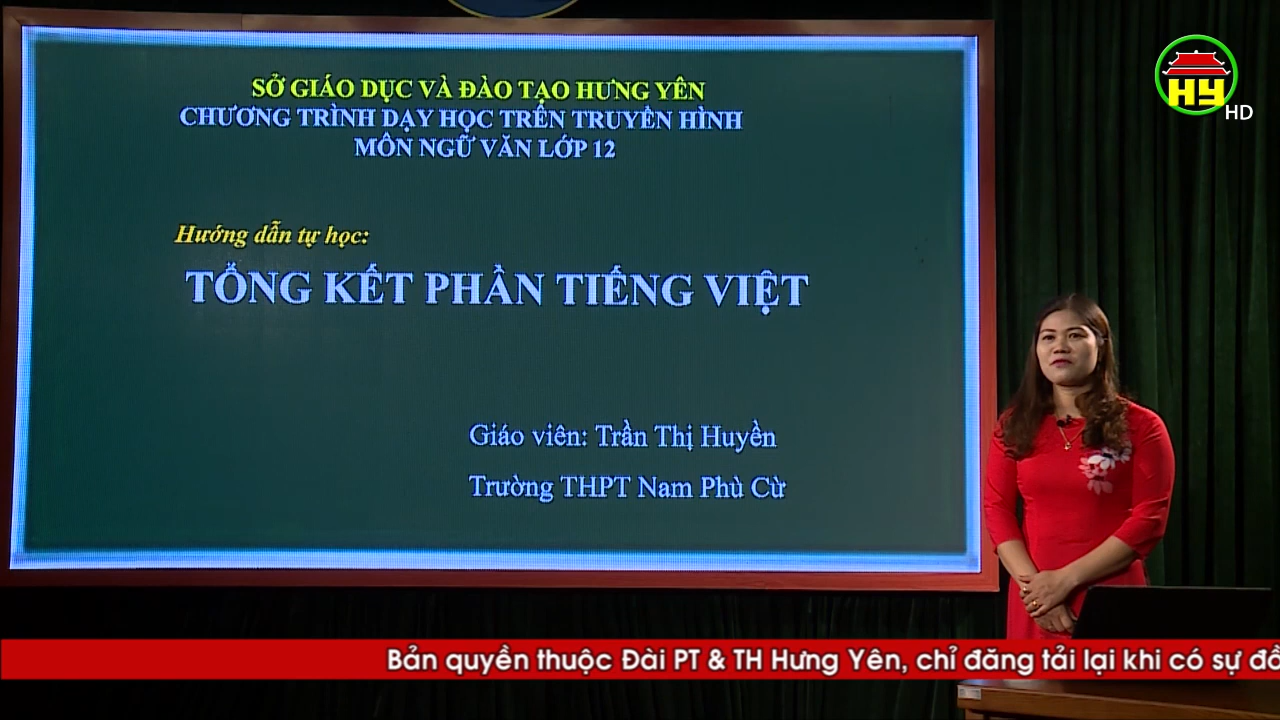 SỞ GIÁO DỤC VÀ ĐÀO TẠO HƯNG YÊN
CHƯƠNG TRÌNH DẠY HỌC TRÊN TRUYỀN HÌNH
MÔN NGỮ VĂN LỚP 12
HY
HD
Hướng dẫn tự học:
TỔNG KẾT PHẦN TIẾNG VIỆT
Giáo viên: Trần Thị Huyền
Trường THPT Nam Phù Cừ
Bản quyền thuộc Đài PT & TH Hưng Yên, chỉ đăng tải lại khi có sự